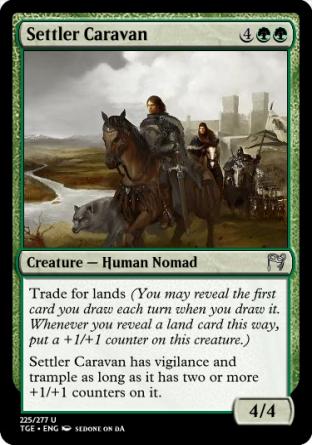 Settler Caravan 4
Creature — Human Nomad
Trade for lands (You may reveal the first
card you draw each turn when you draw it.
Whenever you reveal a land card this way,
put a +1/+1 counter on this creature.)
Settler Caravan has vigilance and
trample as long as it has two or more
+1/+1 counters on it.
4/4
225/277 U
TGE • ENG SEDONE ON DA